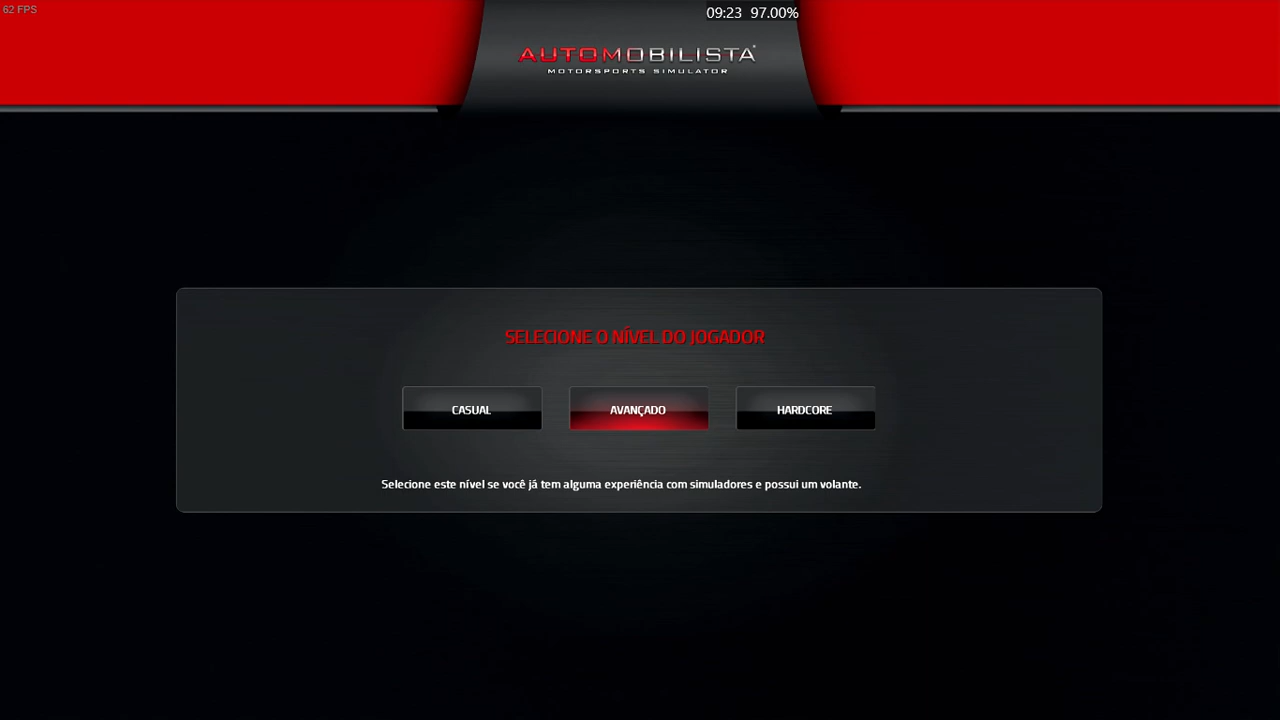 62 FPS
09:23 97.00%
AUTOMOBILISTA
MOTORSPORTS SIMULATOR
SELECIONE O NÍVEL DO JOGADOR
CASUAL AVANÇADO HARDCORE
Selecione este nível se você já tem alguma experiência com simuladores e possui um volante.